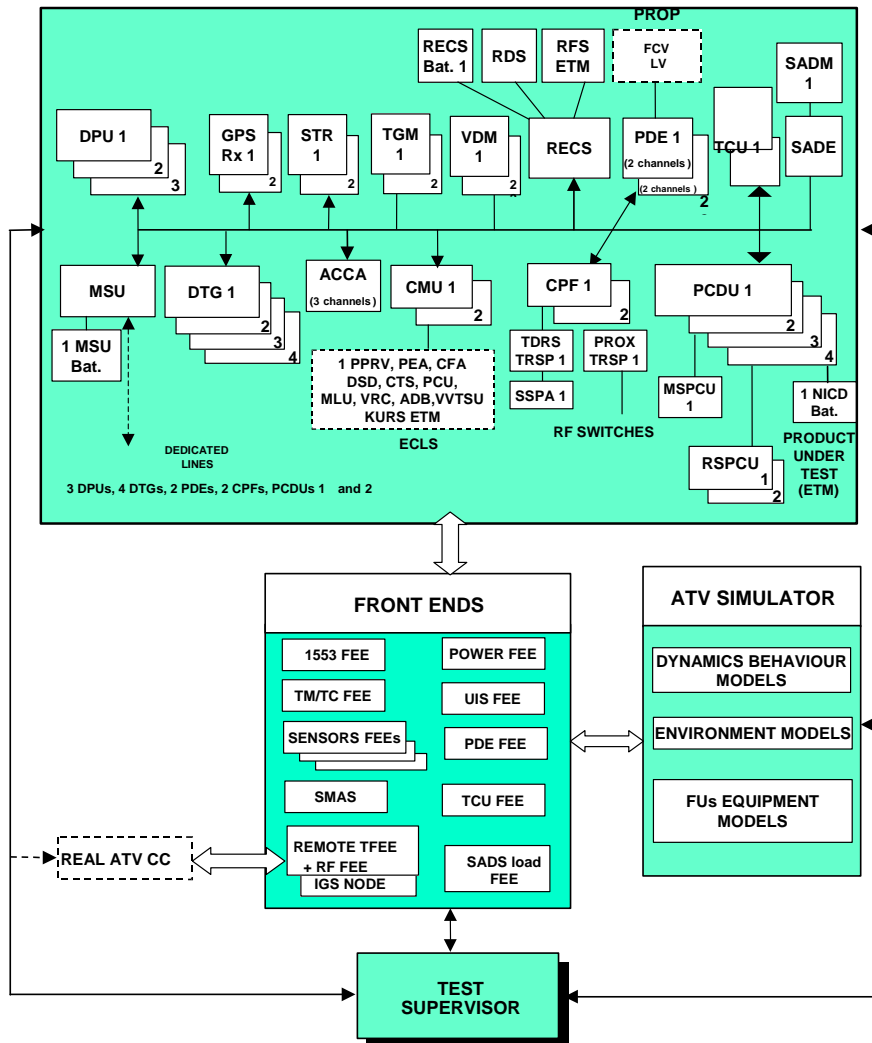 PROP
RECS
Bat. 1
RDS
RFS
ETM
FCV
LV
SADM
1
DPU 1
2
3
GPS
Rx 1
2
STR
1
2
TGM
1
2
VDM
1
2
RECS
PDE 1
(2 channels)
(2 channels)
2
TCU 1
SADE
MSU
1 MSU
Bat.
DTG 1
2
3
4
ACCA
(3 channels)
CMU 1
2
CPF 1
2
PCDU 1
2
3
4
1 PPRV, PEA, CFA
DSD, CTS, PCU,
MLU, VRC, ADB,VVTSU
KURS ETM
ECLS
TDRS
TRSP 1
SSPA 1
PROX
TRSP 1
RF SWITCHES
MSPCU
1
1 NICD
Bat.
RSPCU
1
2
PRODUCT
UNDER
TEST
(ETM)
DEDICATED
LINES
3 DPUs, 4 DTGs, 2 PDEs, 2 CPFs, PCDUs 1 and 2
FRONT ENDS
1553 FEE
POWER FEE
TM/TC FEE
UIS FEE
SENSORS FEEs
PDE FEE
SMAS
TCU FEE
REMOTE TFEE
+ RF FEE
IGS NODE
SADS load
FEE
ATV SIMULATOR
DYNAMICS BEHAVIOUR
MODELS
ENVIRONMENT MODELS
FUs EQUIPMENT
MODELS
REAL ATV CC
TEST
SUPERVISOR